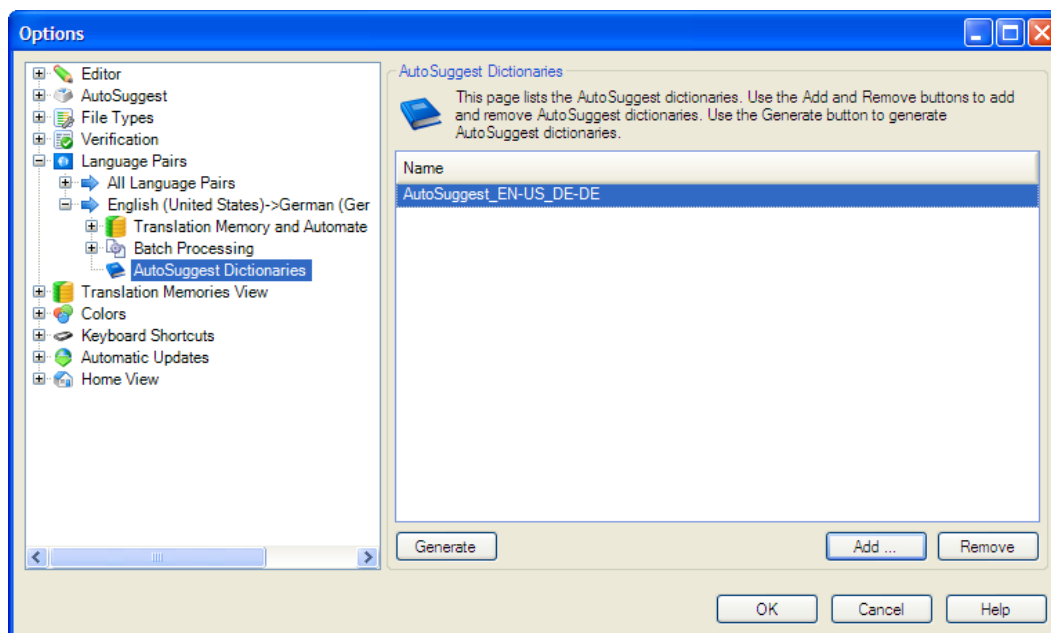 Options
Editor
AutoSuggest
File Types
Verification
Language Pairs
All Language Pairs
English (United States)->German (Ger
Translation Memory and Automate
Batch Processing
AutoSuggest Dictionaries
Translation Memories View
Colors
Keyboard Shortcuts
Automatic Updates
Home View
AutoSuggest Dictionaries
This page lists the AutoSuggest dictionaries. Use the Add and Remove buttons to add
and remove AutoSuggest dictionaries. Use the Generate button to generate
AutoSuggest dictionaries.
Name
AutoSuggest_EN-US_DE-DE
Generate
Add ...
Remove
OK
Cancel
Help